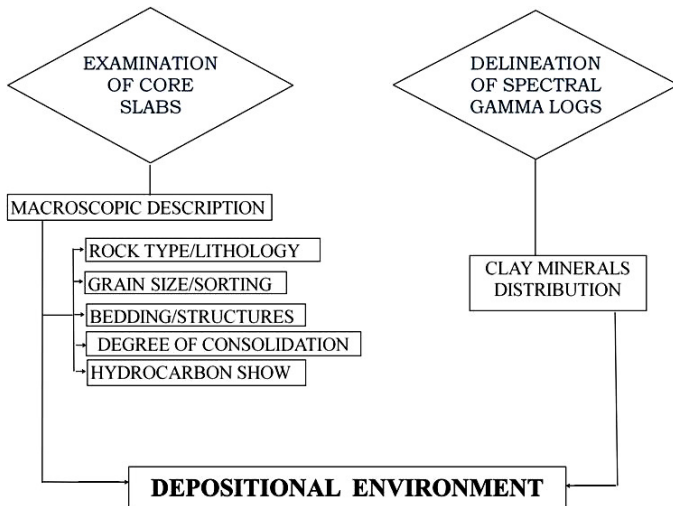 EXAMINATION
OF CORE
SLABS
DELINEATION
OF SPECTRAL
GAMMA LOGS
MACROSCOPIC DESCRIPTION
ROCK TYPE/LITHOLOGY
GRAIN SIZE/SORTING
BEDDING/STRUCTURES
DEGREE OF CONSOLIDATION
HYDROCARBON SHOW
CLAY MINERALS
DISTRIBUTION
DEPOSITIONAL ENVIRONMENT